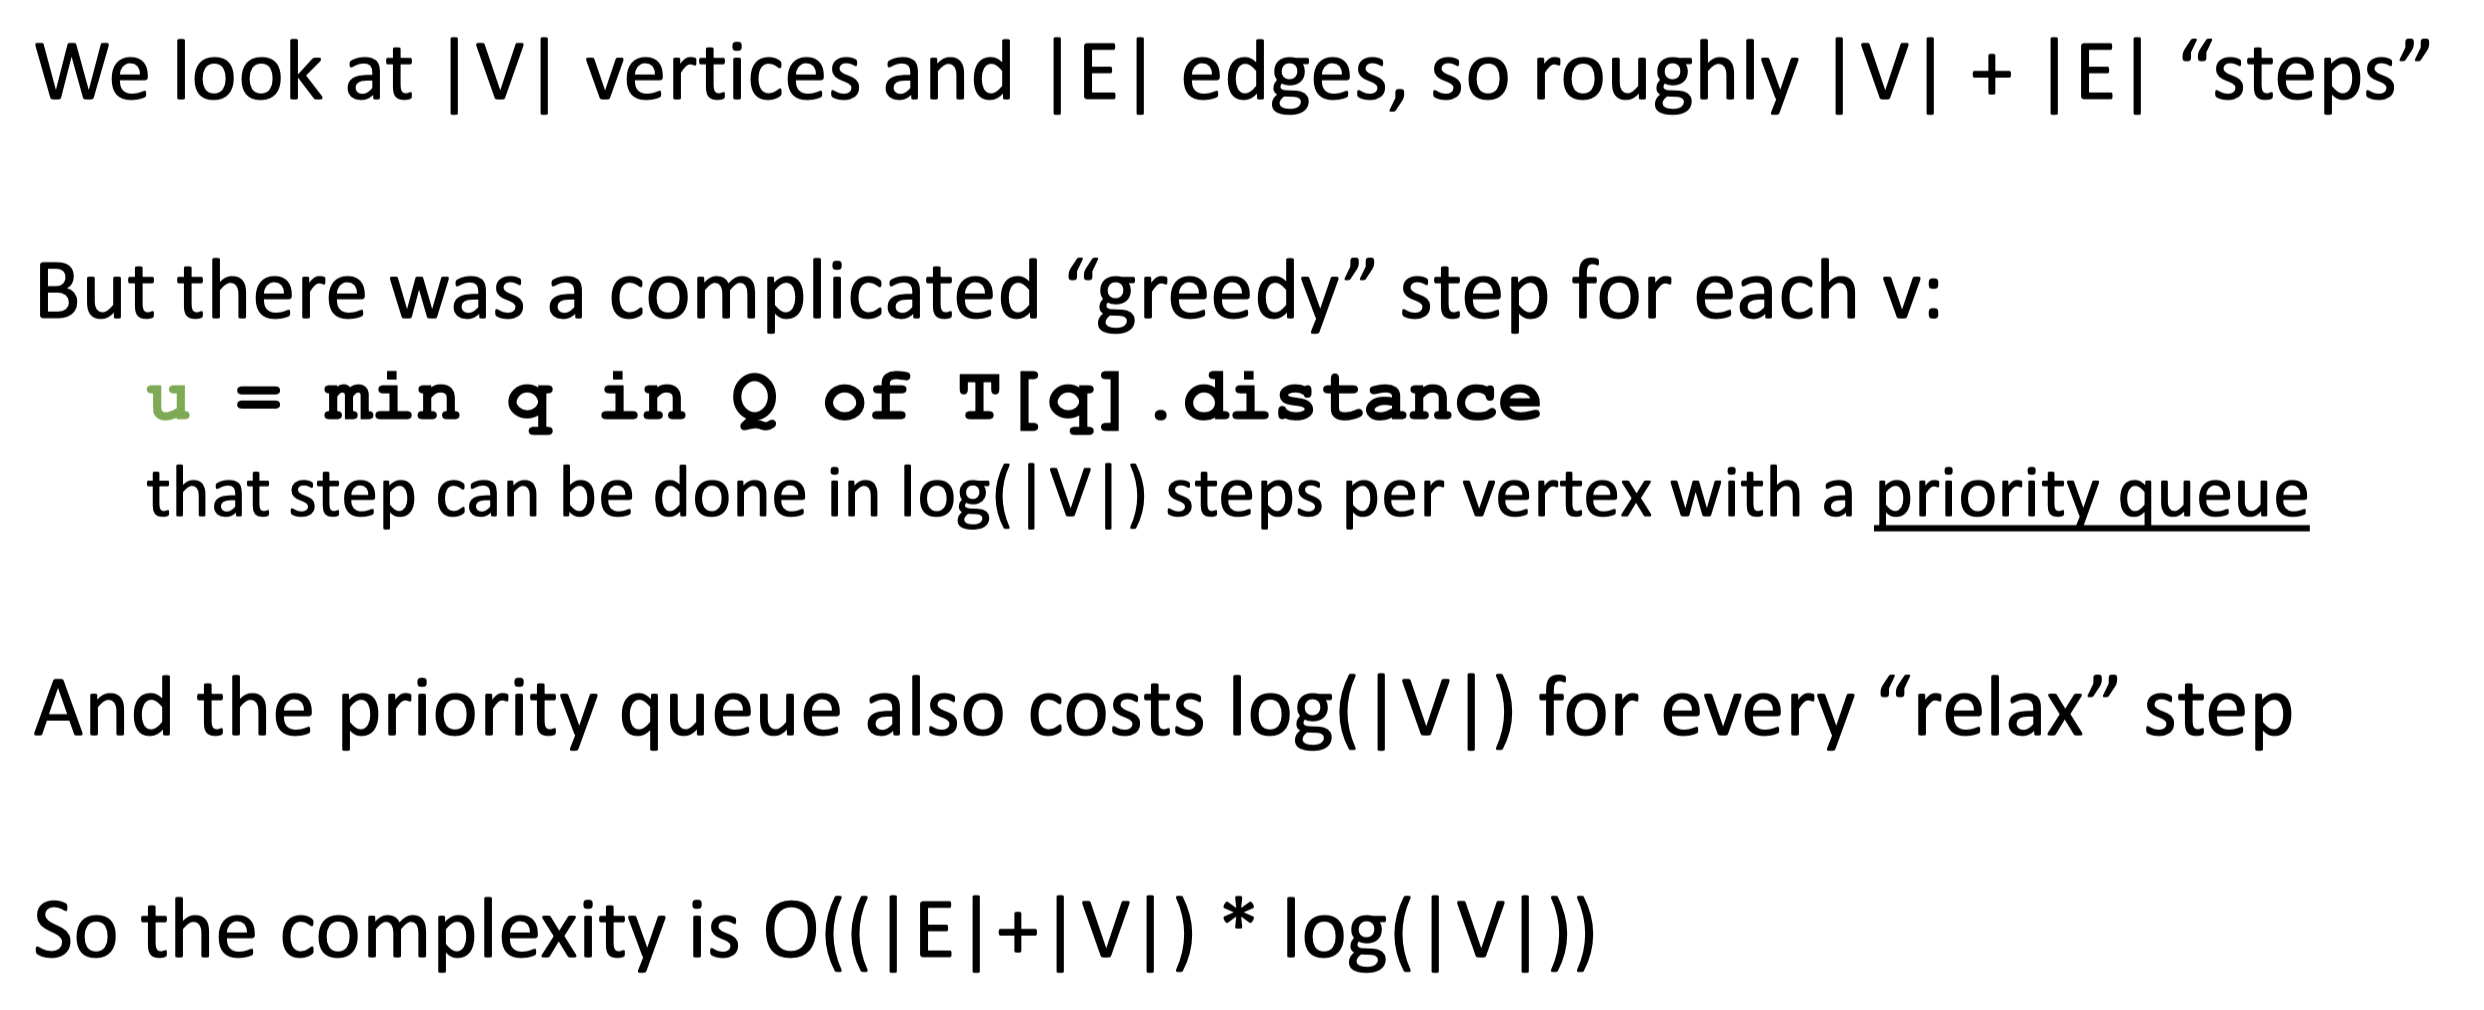 We look at |V| vertices and |E| edges, so roughly |V| + |E| “steps”
But there was a complicated “greedy” step for each v:
u = min q in Q of T[q].distance
that step can be done in log(|V|) steps per vertex with a priority queue
And the priority queue also costs log(|V|) for every “relax” step
So the complexity is O((|E|+|V|) * log(|V|))